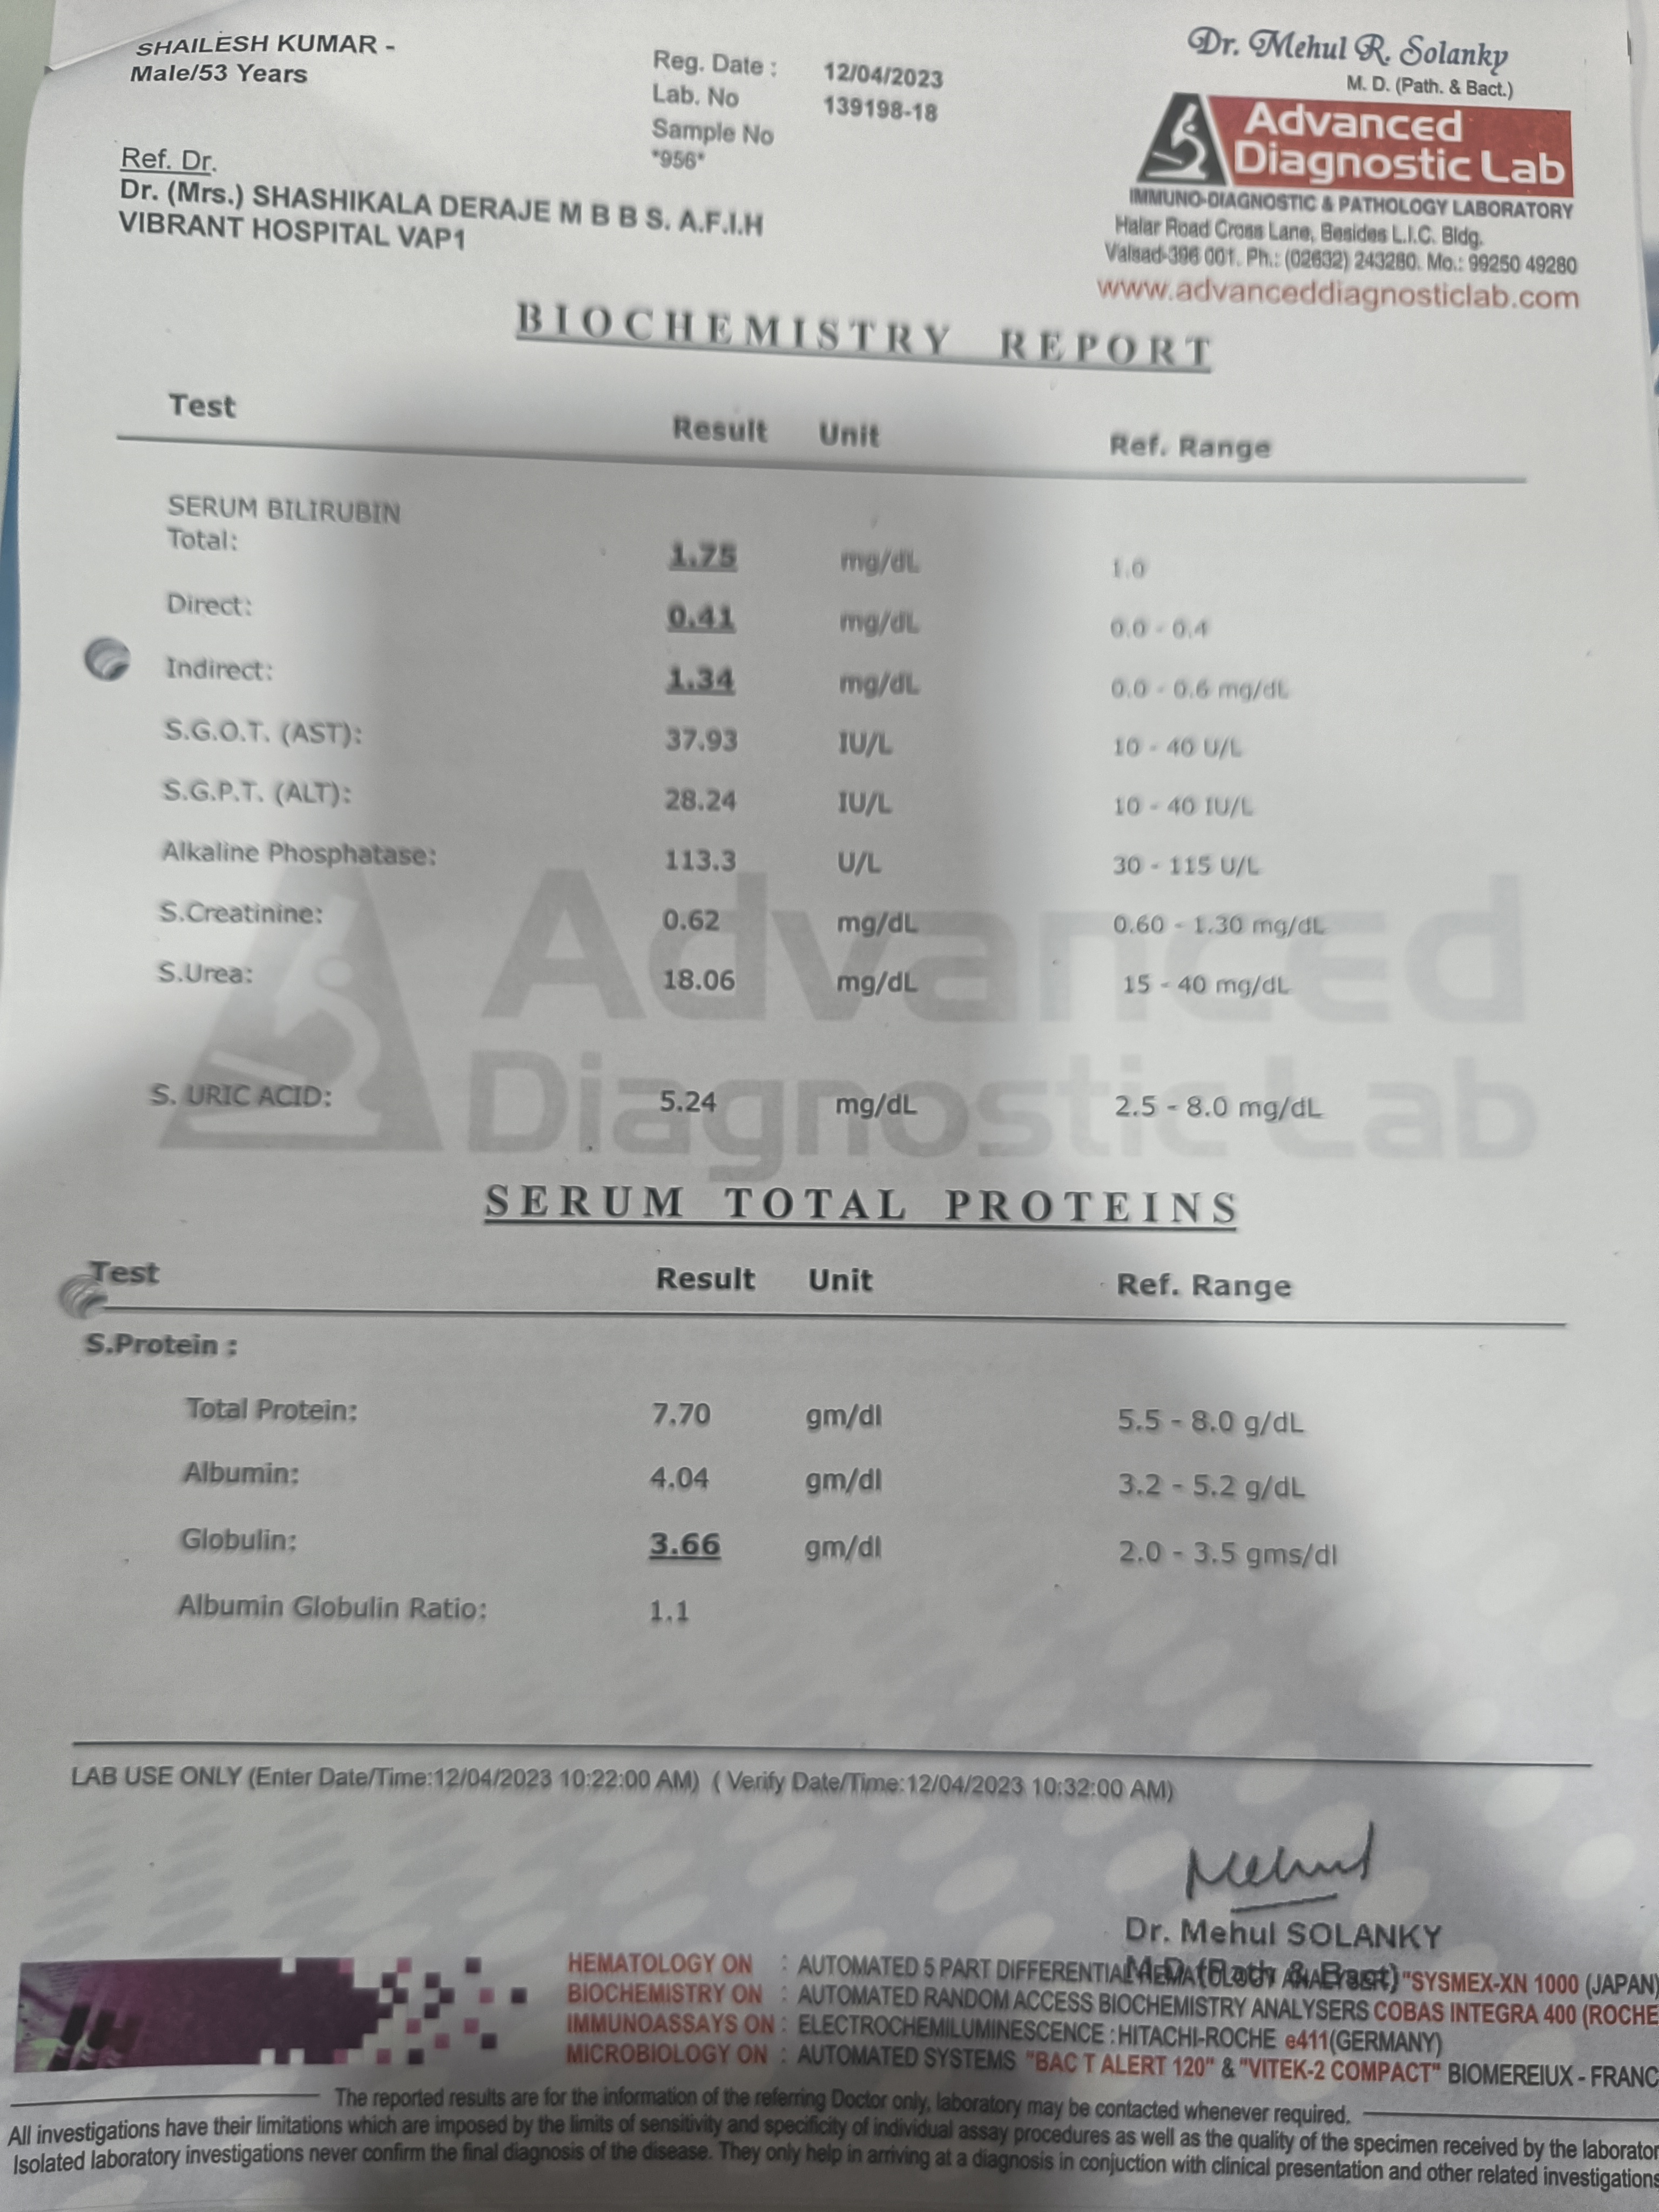 SHAILESH KUMAR -
Male/53 Years
Reg. Date : 12/04/2023
Lab. No 139198-18
Sample No
*956*
Ref. Dr.
Dr. (Mrs.) SHASHIKALA DERAJE M B B S. A.F.I.H
VIBRANT HOSPITAL VAP1
Dr. Mehul R. Solanky
M. D. (Path. & Bact.)
Advanced
Diagnostic Lab
IMMUNO-DIAGNOSTIC & PATHOLOGY LABORATORY
Halar Road Cross Lane, Besides L.I.C. Bldg.
Valsad-396 001. Ph.: (02632) 243280. Mo.: 99250 49280
www.advanceddiagnosticlab.com
BIOCHEMISTRY REPORT
Test Result Unit Ref. Range
SERUM BILIRUBIN
Total: 1.75 mg/dL 1.0
Direct: 0.41 mg/dL 0.0 - 0.4
Indirect: 1.34 mg/dL 0.0 - 0.6 mg/dL
S.G.O.T. (AST): 37.93 IU/L 10 - 40 U/L
S.G.P.T. (ALT): 28.24 IU/L 10 - 40 IU/L
Alkaline Phosphatase: 113.3 U/L 30 - 115 U/L
S.Creatinine: 0.62 mg/dL 0.60 - 1.30 mg/dL
S.Urea: 18.06 mg/dL 15 - 40 mg/dL
S. URIC ACID: 5.24 mg/dL 2.5 - 8.0 mg/dL
Advanced
Diagnostic Lab
SERUM TOTAL PROTEINS
Test Result Unit Ref. Range
S.Protein :
Total Protein: 7.70 gm/dl 5.5 - 8.0 g/dL
Albumin: 4.04 gm/dl 3.2 - 5.2 g/dL
Globulin: 3.66 gm/dl 2.0 - 3.5 gms/dl
Albumin Globulin Ratio: 1.1
LAB USE ONLY (Enter Date/Time:12/04/2023 10:22:00 AM) ( Verify Date/Time:12/04/2023 10:32:00 AM)
Mehul
Dr. Mehul SOLANKY
M.D. (Path & Bact)
HEMATOLOGY ON : AUTOMATED 5 PART DIFFERENTIAL HEMATOLOGY ANALYSER "SYSMEX-XN 1000 (JAPAN)
BIOCHEMISTRY ON : AUTOMATED RANDOM ACCESS BIOCHEMISTRY ANALYSERS COBAS INTEGRA 400 (ROCHE
IMMUNOASSAYS ON : ELECTROCHEMILUMINESCENCE : HITACHI-ROCHE e411(GERMANY)
MICROBIOLOGY ON : AUTOMATED SYSTEMS "BAC T ALERT 120" & "VITEK-2 COMPACT" BIOMEREIUX - FRANC
The reported results are for the information of the referring Doctor only, laboratory may be contacted whenever required.
All investigations have their limitations which are imposed by the limits of sensitivity and specificity of individual assay procedures as well as the quality of the specimen received by the laborator
Isolated laboratory investigations never confirm the final diagnosis of the disease. They only help in arriving at a diagnosis in conjuction with clinical presentation and other related investigations